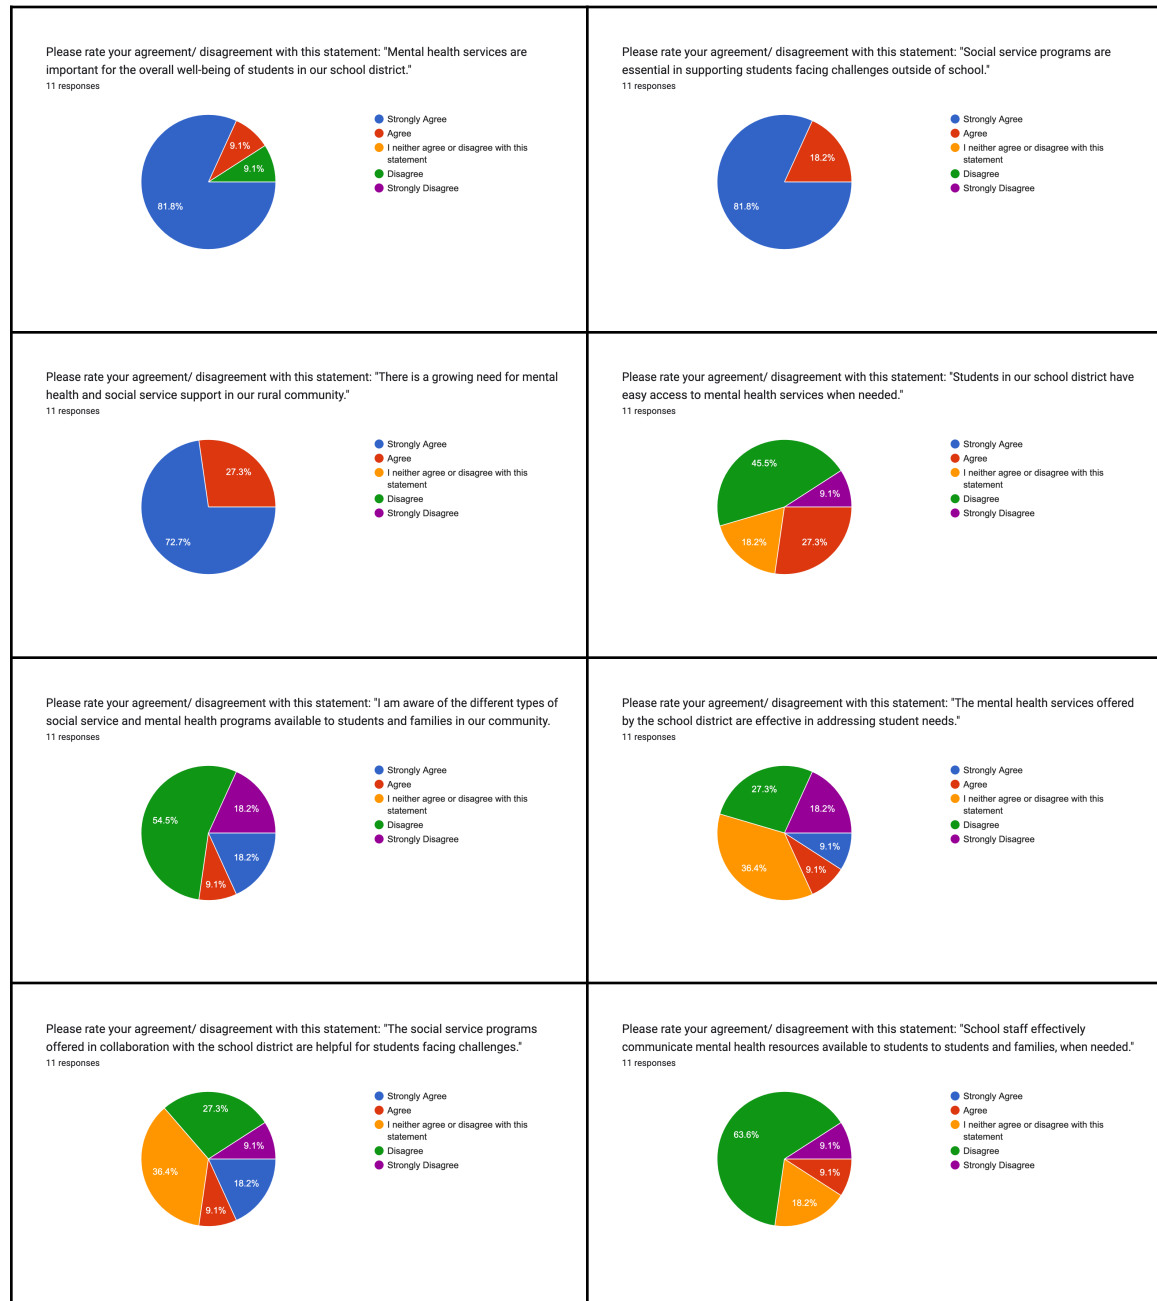 Please rate your agreement/ disagreement with this statement: "Mental health services are
important for the overall well-being of students in our school district."
11 responses
Strongly Agree
Agree
I neither agree or disagree with this
statement
Disagree
Strongly Disagree
9.1%
9.1%
81.8%
Please rate your agreement/ disagreement with this statement: "Social service programs are
essential in supporting students facing challenges outside of school."
11 responses
Strongly Agree
Agree
I neither agree or disagree with this
statement
Disagree
Strongly Disagree
18.2%
81.8%
Please rate your agreement/ disagreement with this statement: "There is a growing need for mental
health and social service support in our rural community."
11 responses
Strongly Agree
Agree
I neither agree or disagree with this
statement
Disagree
Strongly Disagree
27.3%
72.7%
Please rate your agreement/ disagreement with this statement: "Students in our school district have
easy access to mental health services when needed."
11 responses
Strongly Agree
Agree
I neither agree or disagree with this
statement
Disagree
Strongly Disagree
45.5%
9.1%
18.2%
27.3%
Please rate your agreement/ disagreement with this statement: "I am aware of the different types of
social service and mental health programs available to students and families in our community.
11 responses
Strongly Agree
Agree
I neither agree or disagree with this
statement
Disagree
Strongly Disagree
18.2%
54.5%
18.2%
9.1%
Please rate your agreement/ disagreement with this statement: "The mental health services offered
by the school district are effective in addressing student needs."
11 responses
Strongly Agree
Agree
I neither agree or disagree with this
statement
Disagree
Strongly Disagree
27.3%
18.2%
9.1%
36.4%
9.1%
Please rate your agreement/ disagreement with this statement: "The social service programs
offered in collaboration with the school district are helpful for students facing challenges."
11 responses
Strongly Agree
Agree
I neither agree or disagree with this
statement
Disagree
Strongly Disagree
27.3%
9.1%
36.4%
18.2%
9.1%
Please rate your agreement/ disagreement with this statement: "School staff effectively
communicate mental health resources available to students to students and families, when needed."
11 responses
Strongly Agree
Agree
I neither agree or disagree with this
statement
Disagree
Strongly Disagree
63.6%
9.1%
9.1%
18.2%